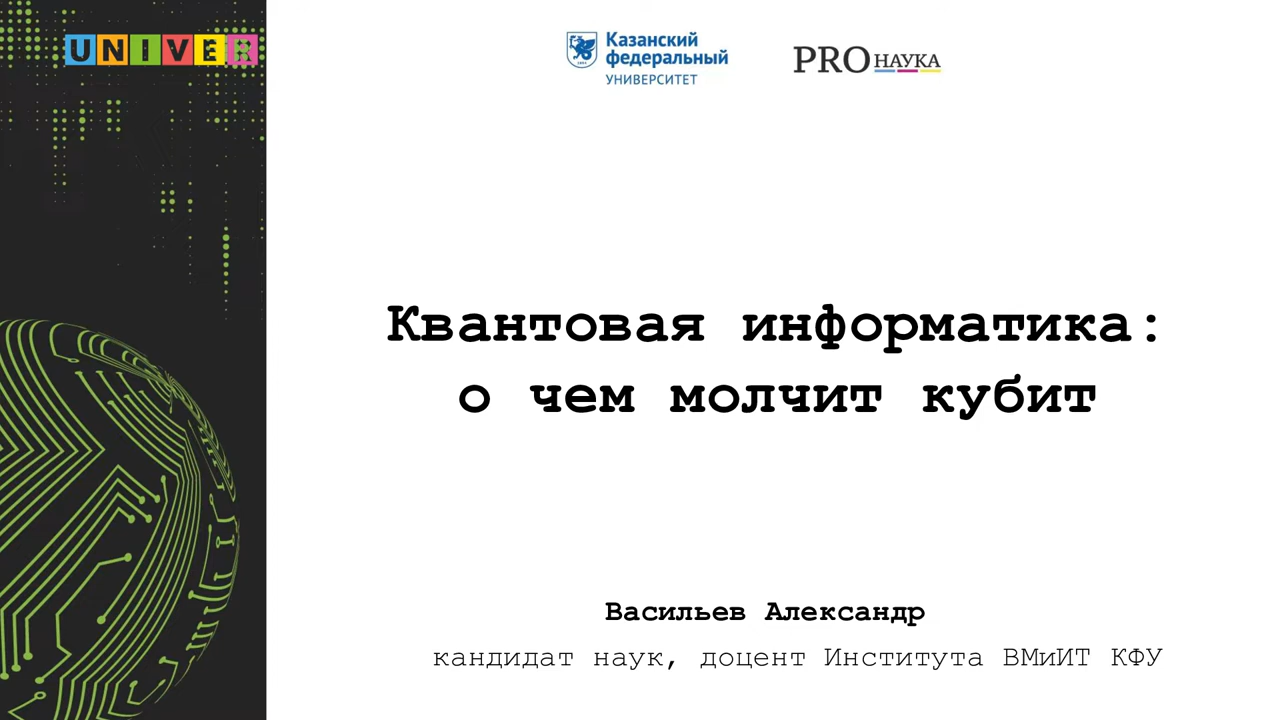 UNIVER
Казанский
федеральный
УНИВЕРСИТЕТ
PRO НАУКА
Квантовая информатика:
о чем молчит кубит
Васильев Александр
кандидат наук, доцент Института ВМиИТ КФУ